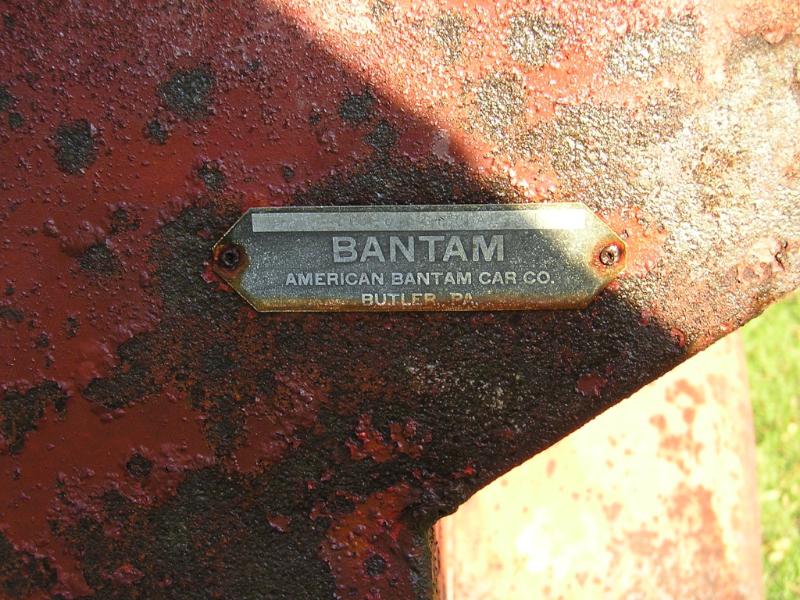 BANTAM
AMERICAN BANTAM CAR CO.
BUTLER, PA.